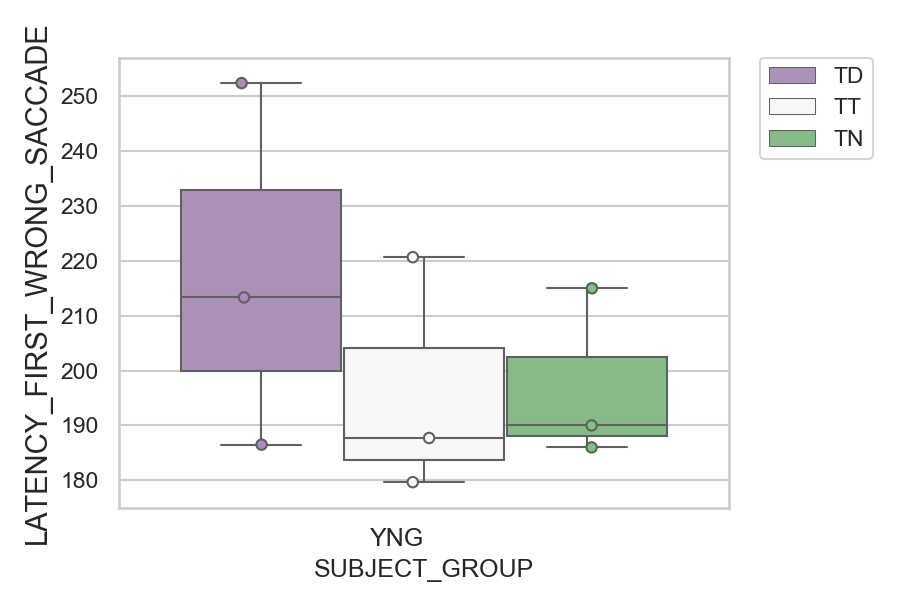 LATENCY_FIRST_WRONG_SACCADE
250
240
230
220
210
200
190
180
YNG
SUBJECT_GROUP
TD
TT
TN